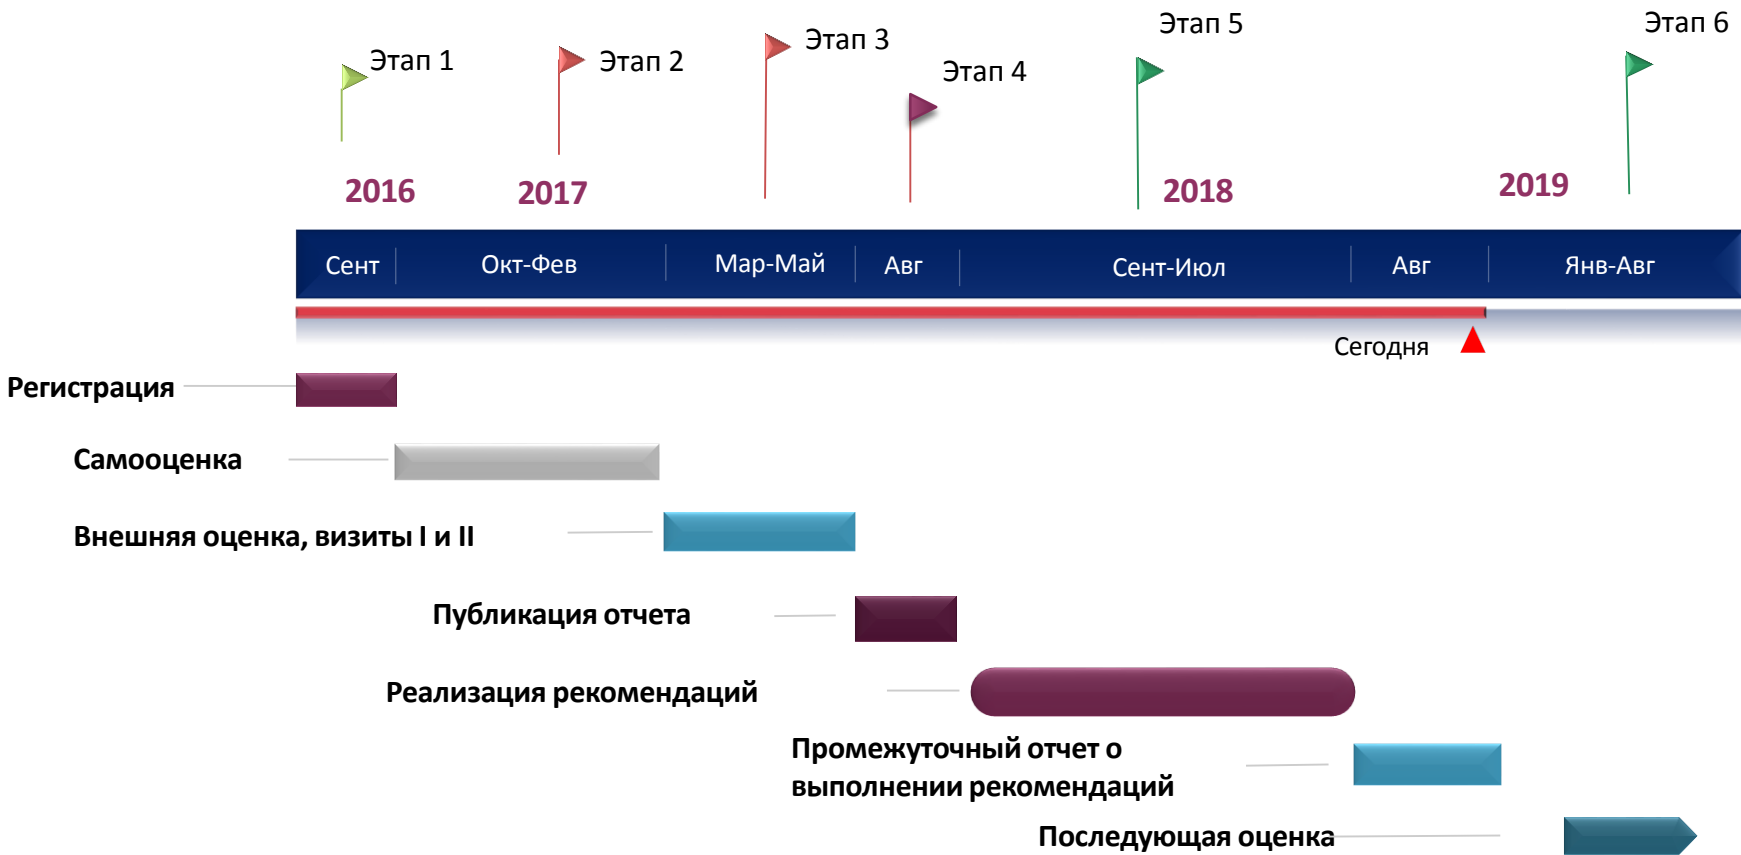 Этап 1
Этап 2
Этап 3
Этап 4
Этап 5
Этап 6
2016
2017
2018
2019
Сент
Окт-Фев
Мар-Май
Авг
Сент-Июл
Авг
Янв-Авг
Сегодня
Регистрация
Самооценка
Внешняя оценка, визиты I и II
Публикация отчета
Реализация рекомендаций
Промежуточный отчет о
выполнении рекомендаций
Последующая оценка